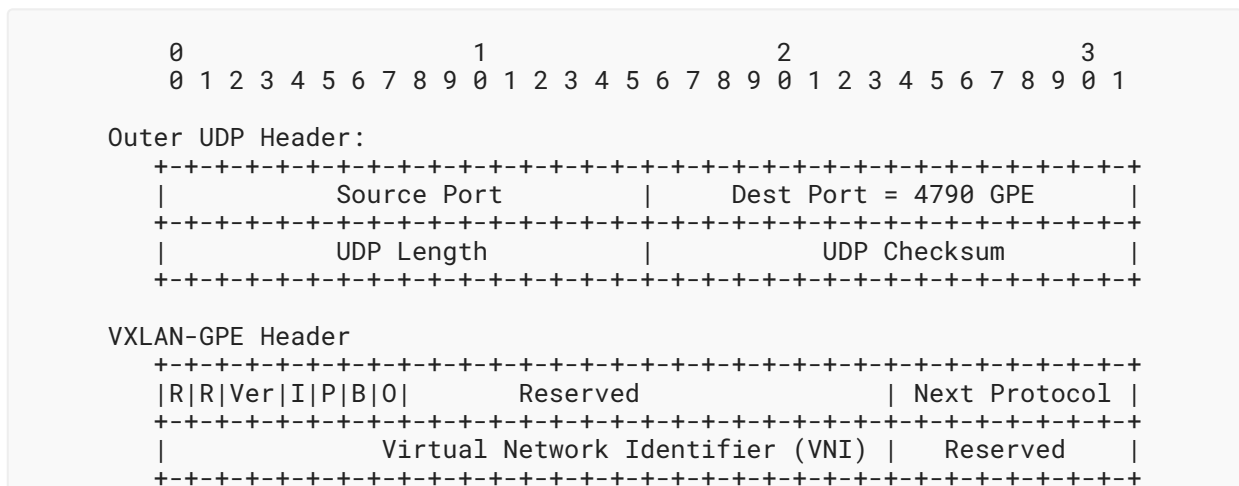 0                   1                   2                   3
    0 1 2 3 4 5 6 7 8 9 0 1 2 3 4 5 6 7 8 9 0 1 2 3 4 5 6 7 8 9 0 1

Outer UDP Header:
   +-+-+-+-+-+-+-+-+-+-+-+-+-+-+-+-+-+-+-+-+-+-+-+-+-+-+-+-+-+-+-+-+
   |           Source Port         |     Dest Port = 4790 GPE      |
   +-+-+-+-+-+-+-+-+-+-+-+-+-+-+-+-+-+-+-+-+-+-+-+-+-+-+-+-+-+-+-+-+
   |           UDP Length          |           UDP Checksum        |
   +-+-+-+-+-+-+-+-+-+-+-+-+-+-+-+-+-+-+-+-+-+-+-+-+-+-+-+-+-+-+-+-+

VXLAN-GPE Header
   +-+-+-+-+-+-+-+-+-+-+-+-+-+-+-+-+-+-+-+-+-+-+-+-+-+-+-+-+-+-+-+-+
   |R|R|Ver|I|P|B|O|       Reserved                | Next Protocol |
   +-+-+-+-+-+-+-+-+-+-+-+-+-+-+-+-+-+-+-+-+-+-+-+-+-+-+-+-+-+-+-+-+
   |              Virtual Network Identifier (VNI) |   Reserved    |
   +-+-+-+-+-+-+-+-+-+-+-+-+-+-+-+-+-+-+-+-+-+-+-+-+-+-+-+-+-+-+-+-+